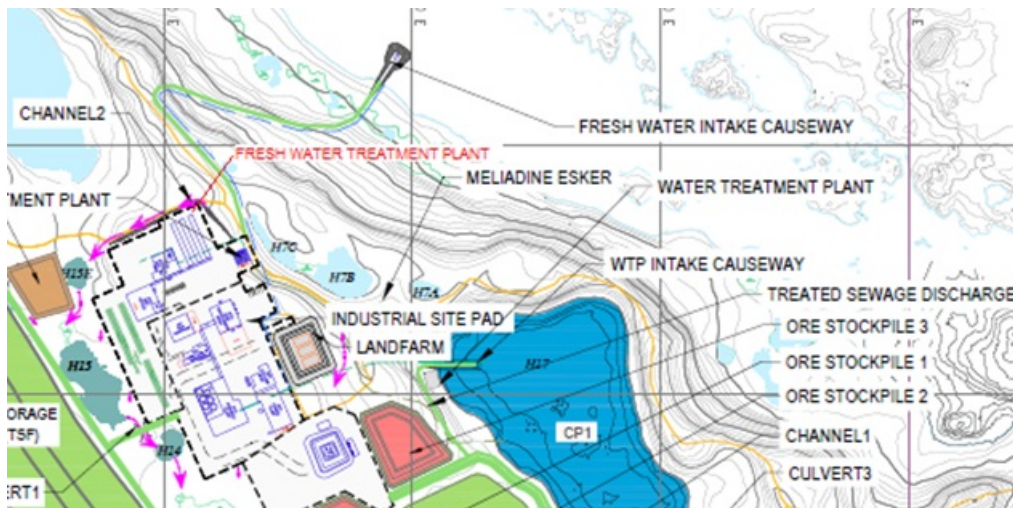 CHANNEL2
FRESH WATER INTAKE CAUSEWAY
FRESH WATER TREATMENT PLANT
MELIADINE ESKER
WATER TREATMENT PLANT
TMENT PLANT
H7C
H15E
H7B
WTP INTAKE CAUSEWAY
H7A
TREATED SEWAGE DISCHARGE
INDUSTRIAL SITE PAD
ORE STOCKPILE 3
LANDFARM
H17
ORE STOCKPILE 1
H15
ORE STOCKPILE 2
ORAGE
TSF)
CP1
CHANNEL1
H14
CULVERT3
ERT1